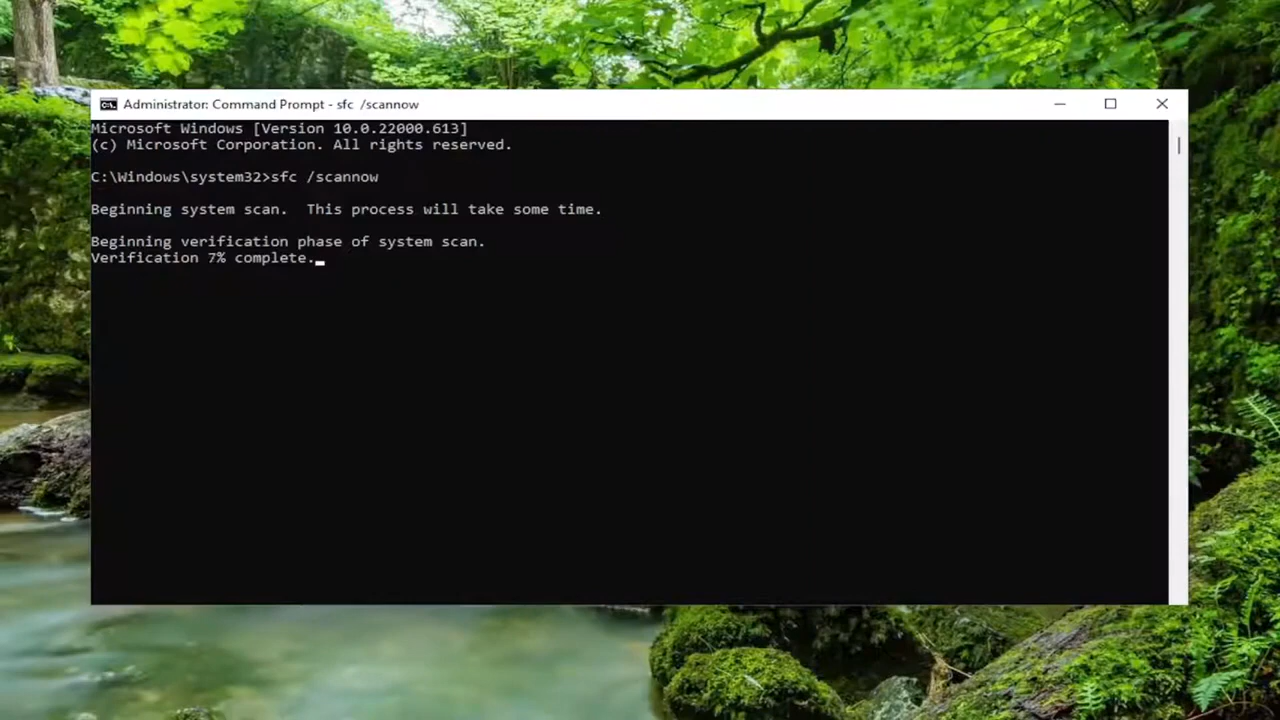 Administrator: Command Prompt - sfc  /scannow
Microsoft Windows [Version 10.0.22000.613]
(c) Microsoft Corporation. All rights reserved.
C:\Windows\system32>sfc /scannow
Beginning system scan.  This process will take some time.
Beginning verification phase of system scan.
Verification 7% complete.